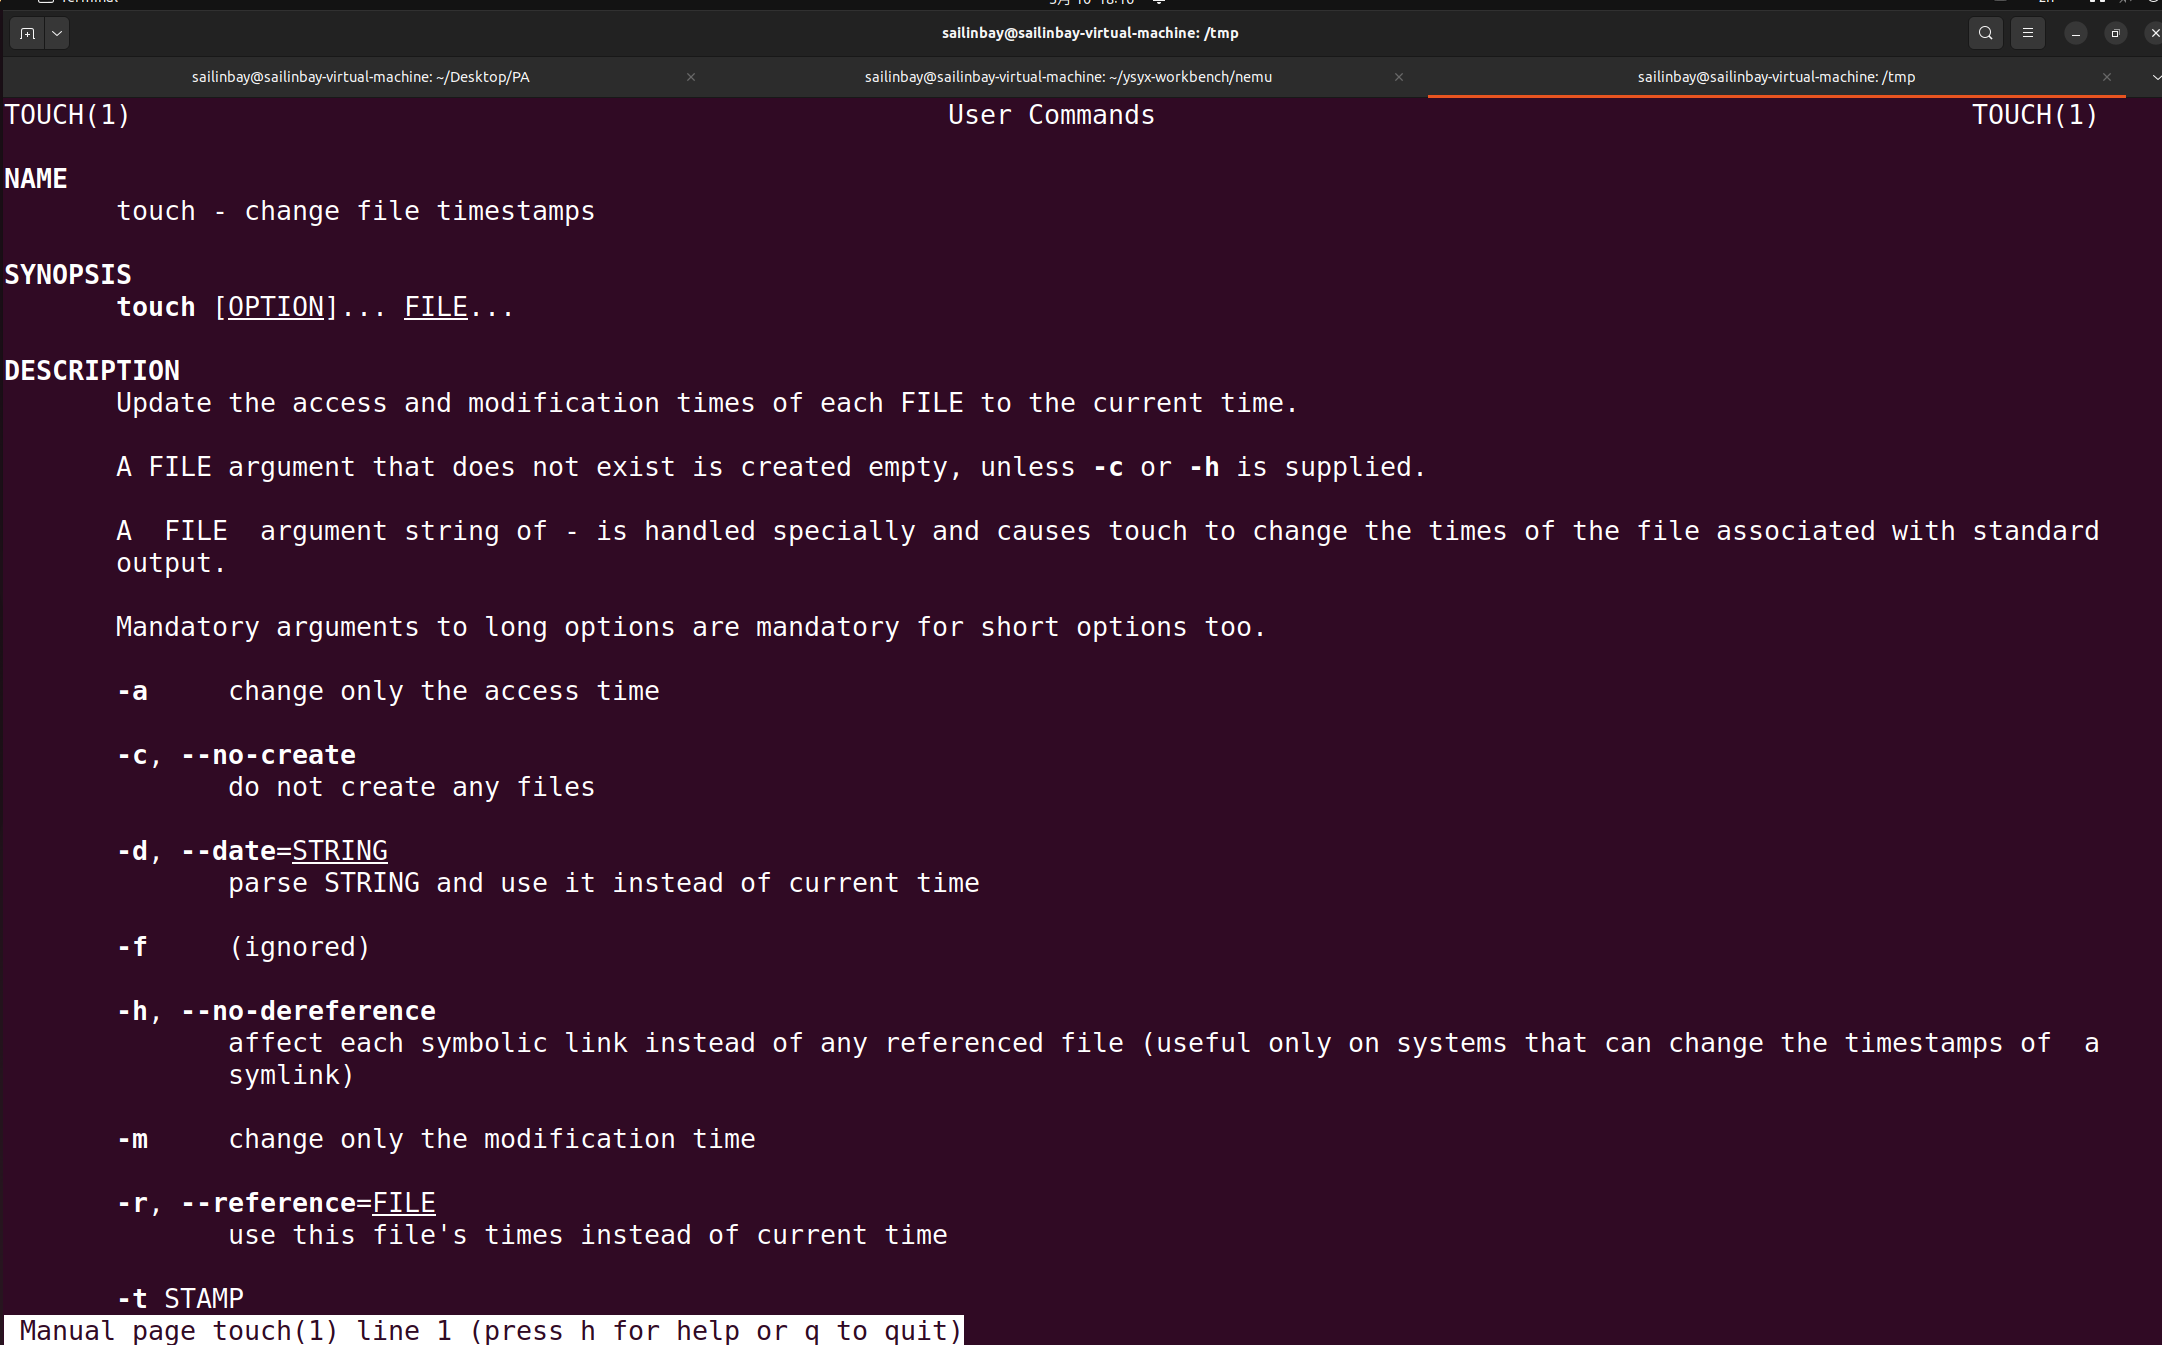 sailinbay@sailinbay-virtual-machine: /tmp
sailinbay@sailinbay-virtual-machine: ~/Desktop/PA
sailinbay@sailinbay-virtual-machine: ~/ysyx-workbench/nemu
sailinbay@sailinbay-virtual-machine: /tmp
TOUCH(1) User Commands TOUCH(1)
NAME
touch - change file timestamps
SYNOPSIS
touch [OPTION]... FILE...
DESCRIPTION
Update the access and modification times of each FILE to the current time.
A FILE argument that does not exist is created empty, unless -c or -h is supplied.
A FILE argument string of - is handled specially and causes touch to change the times of the file associated with standard
output.
Mandatory arguments to long options are mandatory for short options too.
-a change only the access time
-c, --no-create
do not create any files
-d, --date=STRING
parse STRING and use it instead of current time
-f (ignored)
-h, --no-dereference
affect each symbolic link instead of any referenced file (useful only on systems that can change the timestamps of a
symlink)
-m change only the modification time
-r, --reference=FILE
use this file's times instead of current time
-t STAMP
Manual page touch(1) line 1 (press h for help or q to quit)